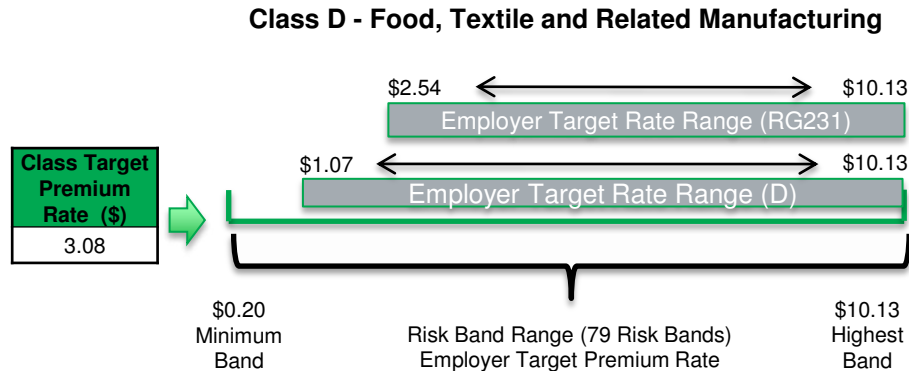 Class D - Food, Textile and Related Manufacturing
$2.54 $10.13
Employer Target Rate Range (RG231)
$1.07 $10.13
Employer Target Rate Range (D)
Class Target
Premium
Rate ($)
3.08
$0.20
Minimum
Band
Risk Band Range (79 Risk Bands)
Employer Target Premium Rate
$10.13
Highest
Band